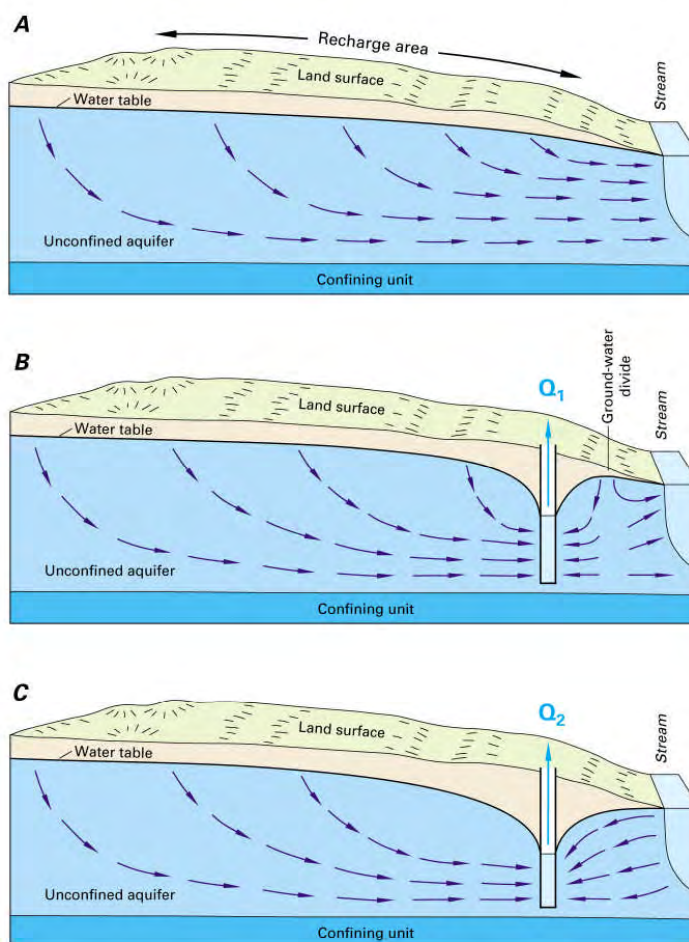 A
Recharge area
Land surface
Stream
Water table
Unconfined aquifer
Confining unit
B
Q1
Ground-water
divide
Stream
Land surface
Water table
Unconfined aquifer
Confining unit
C
Q2
Stream
Land surface
Water table
Unconfined aquifer
Confining unit